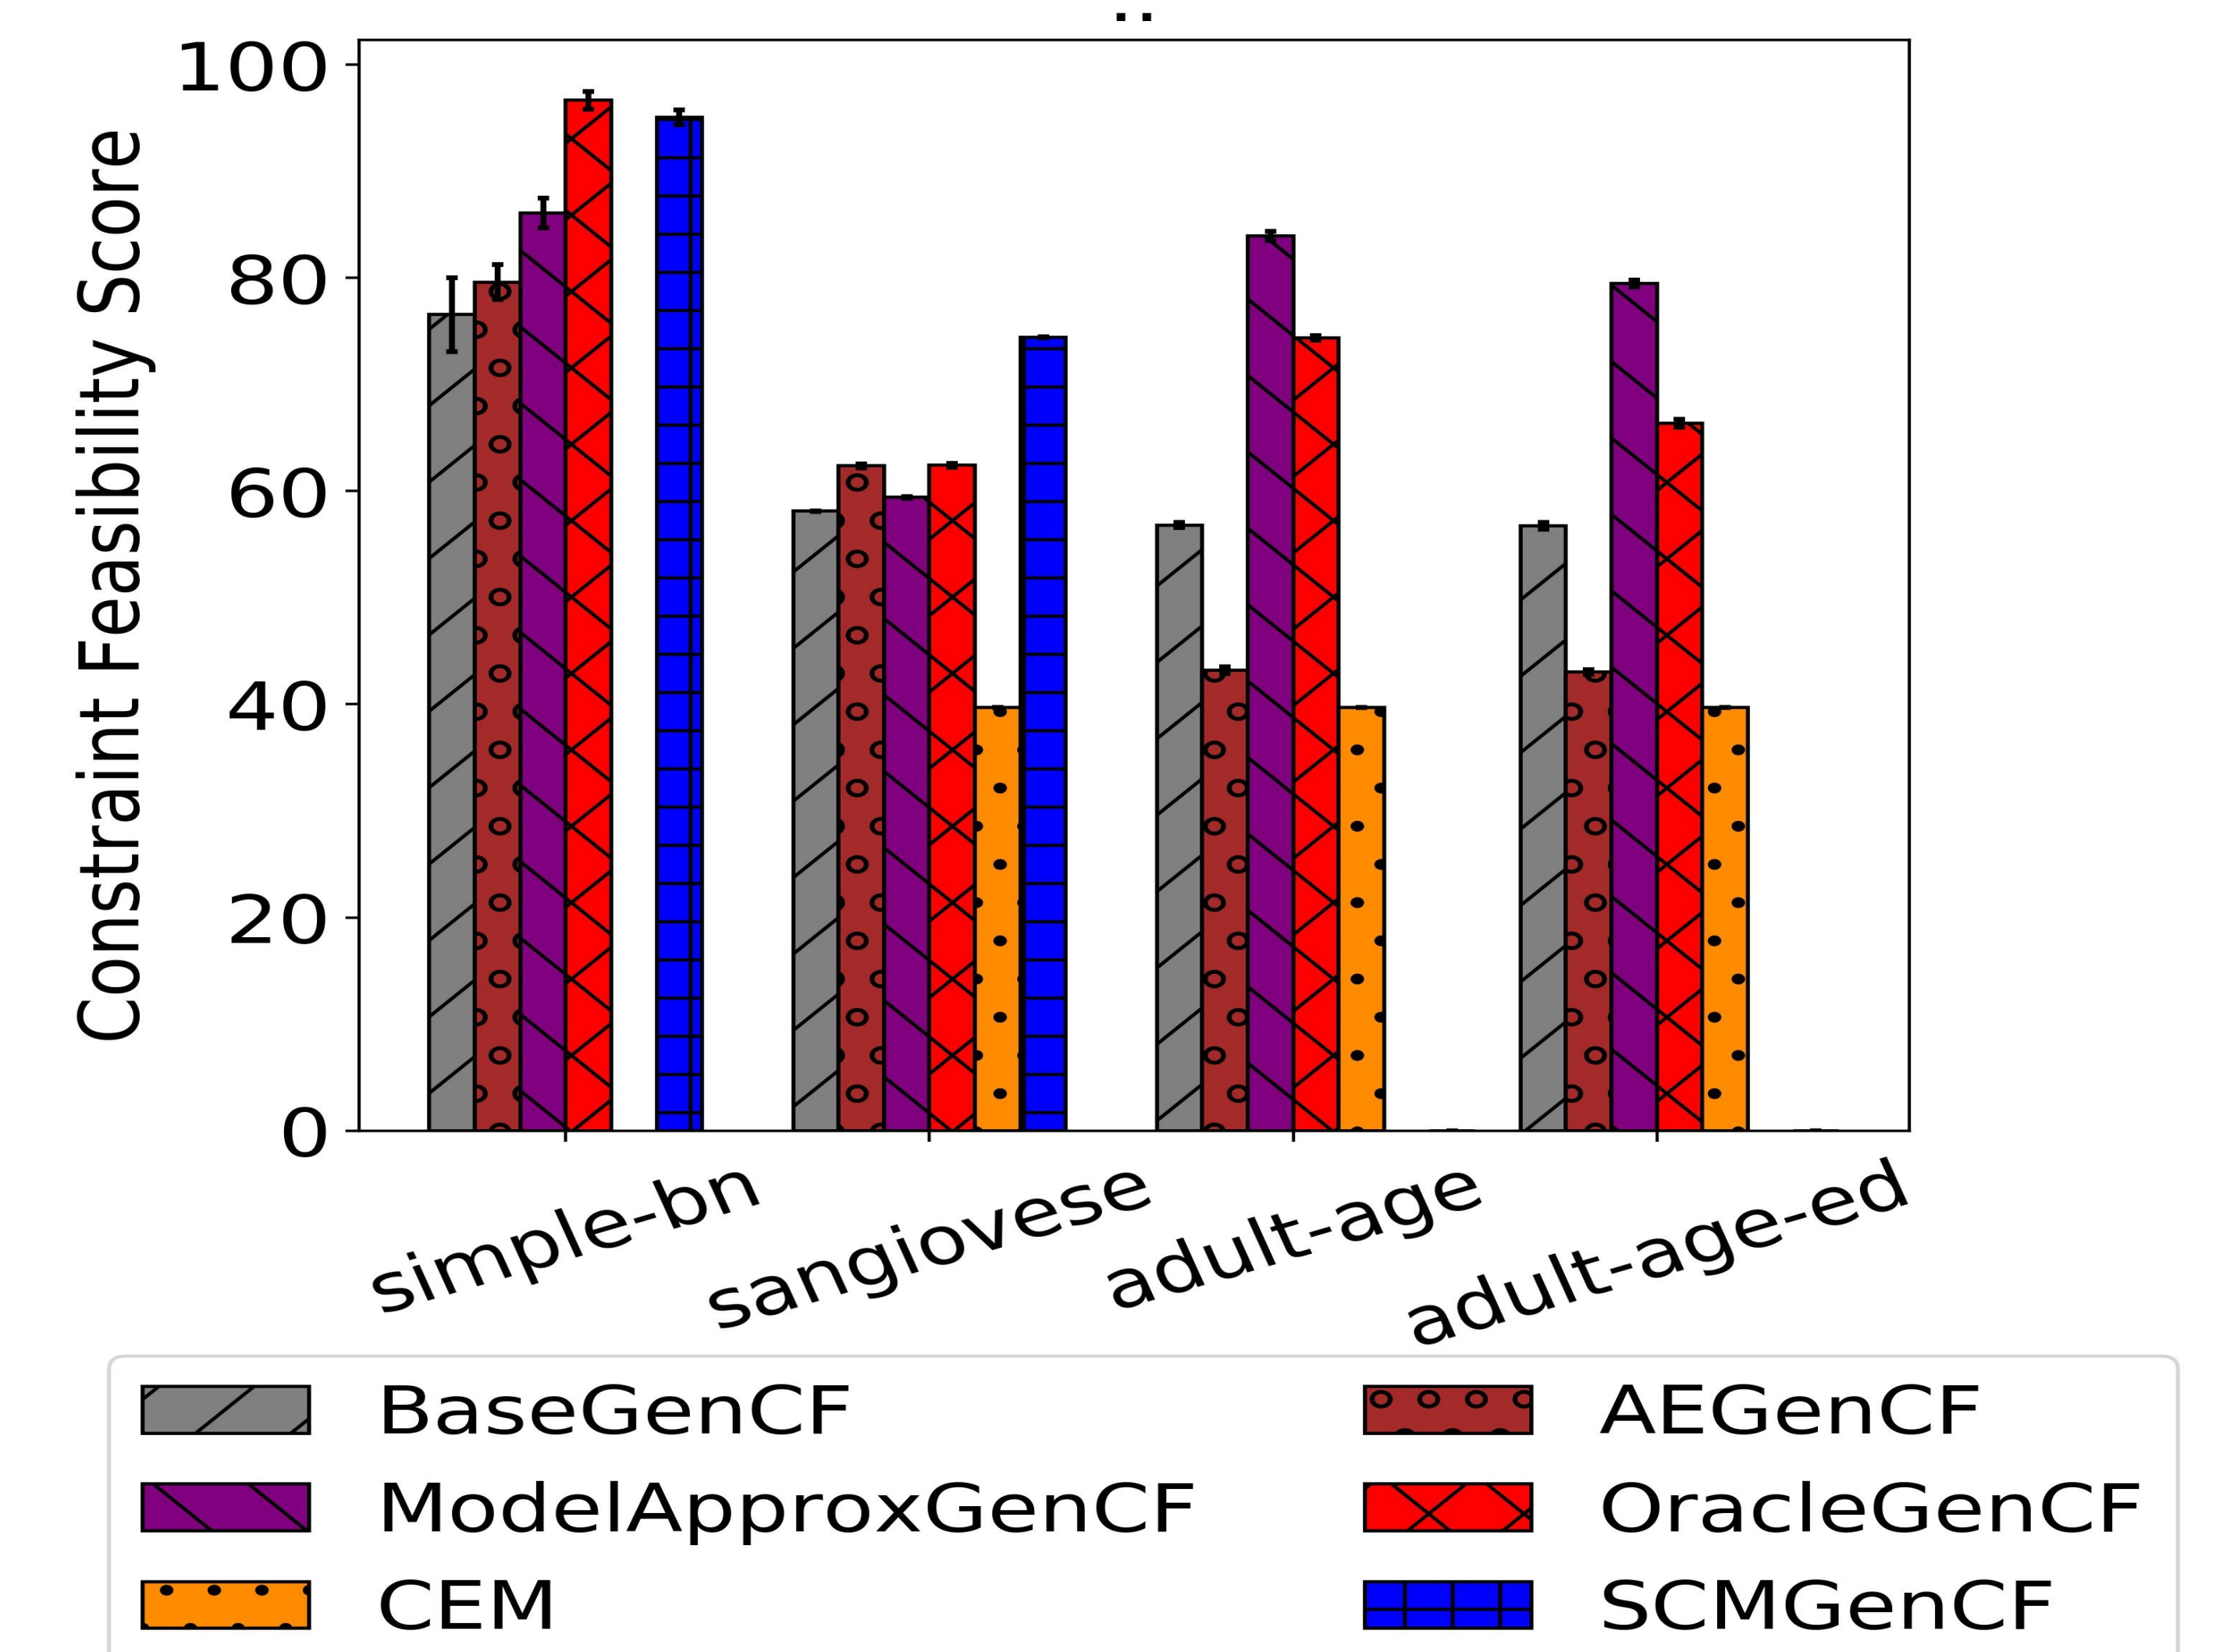 Constraint Feasibility Score
100
80
60
40
20
0
simple-bn
sangiovese
adult-age
adult-age-ed
BaseGenCF
AEGenCF
ModelApproxGenCF
OracleGenCF
CEM
SCMGenCF